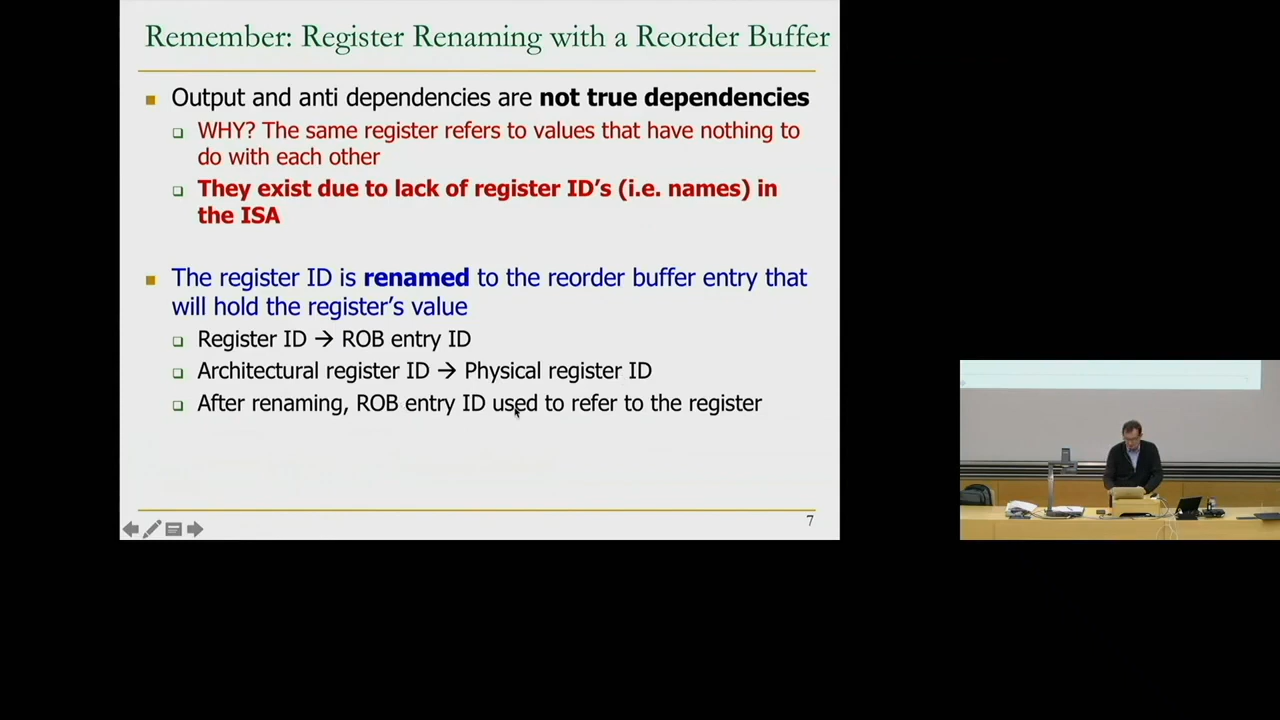 Remember: Register Renaming with a Reorder Buffer
Output and anti dependencies are not true dependencies
WHY? The same register refers to values that have nothing to
do with each other
They exist due to lack of register ID’s (i.e. names) in
the ISA
The register ID is renamed to the reorder buffer entry that
will hold the register’s value
Register ID → ROB entry ID
Architectural register ID → Physical register ID
After renaming, ROB entry ID used to refer to the register
7